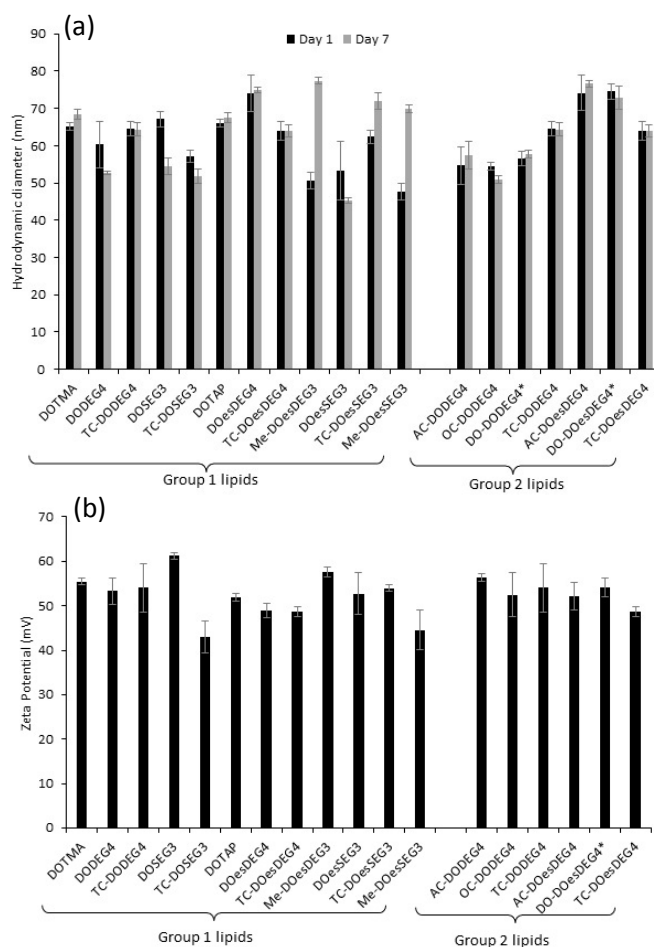 (a)
Day 1 Day 7
Hydrodynamic diameter (nm)
90
80
70
60
50
40
30
20
10
0
DOTMA
DODEG4
TC-DODEG4
DOSEG3
TC-DOSEG3
DOTAP
DOesDEG4
TC-DOesDEG4
Me-DOesDEG3
DOesSEG3
TC-DOesSEG3
Me-DOesSEG3
AC-DODEG4
OC-DODEG4
DO-DODEG4*
TC-DODEG4
AC-DOesDEG4
DO-DOesDEG4*
TC-DOesDEG4
Group 1 lipids
Group 2 lipids
(b)
Zeta Potential (mV)
70
60
50
40
30
20
10
0
DOTMA
DODEG4
TC-DODEG4
DOSEG3
TC-DOSEG3
DOTAP
DOesDEG4
TC-DOesDEG4
Me-DOesDEG3
DOesSEG3
TC-DOesSEG3
Me-DOesSEG3
AC-DODEG4
OC-DODEG4
TC-DODEG4
AC-DOesDEG4
DO-DOesDEG4*
TC-DOesDEG4
Group 1 lipids
Group 2 lipids